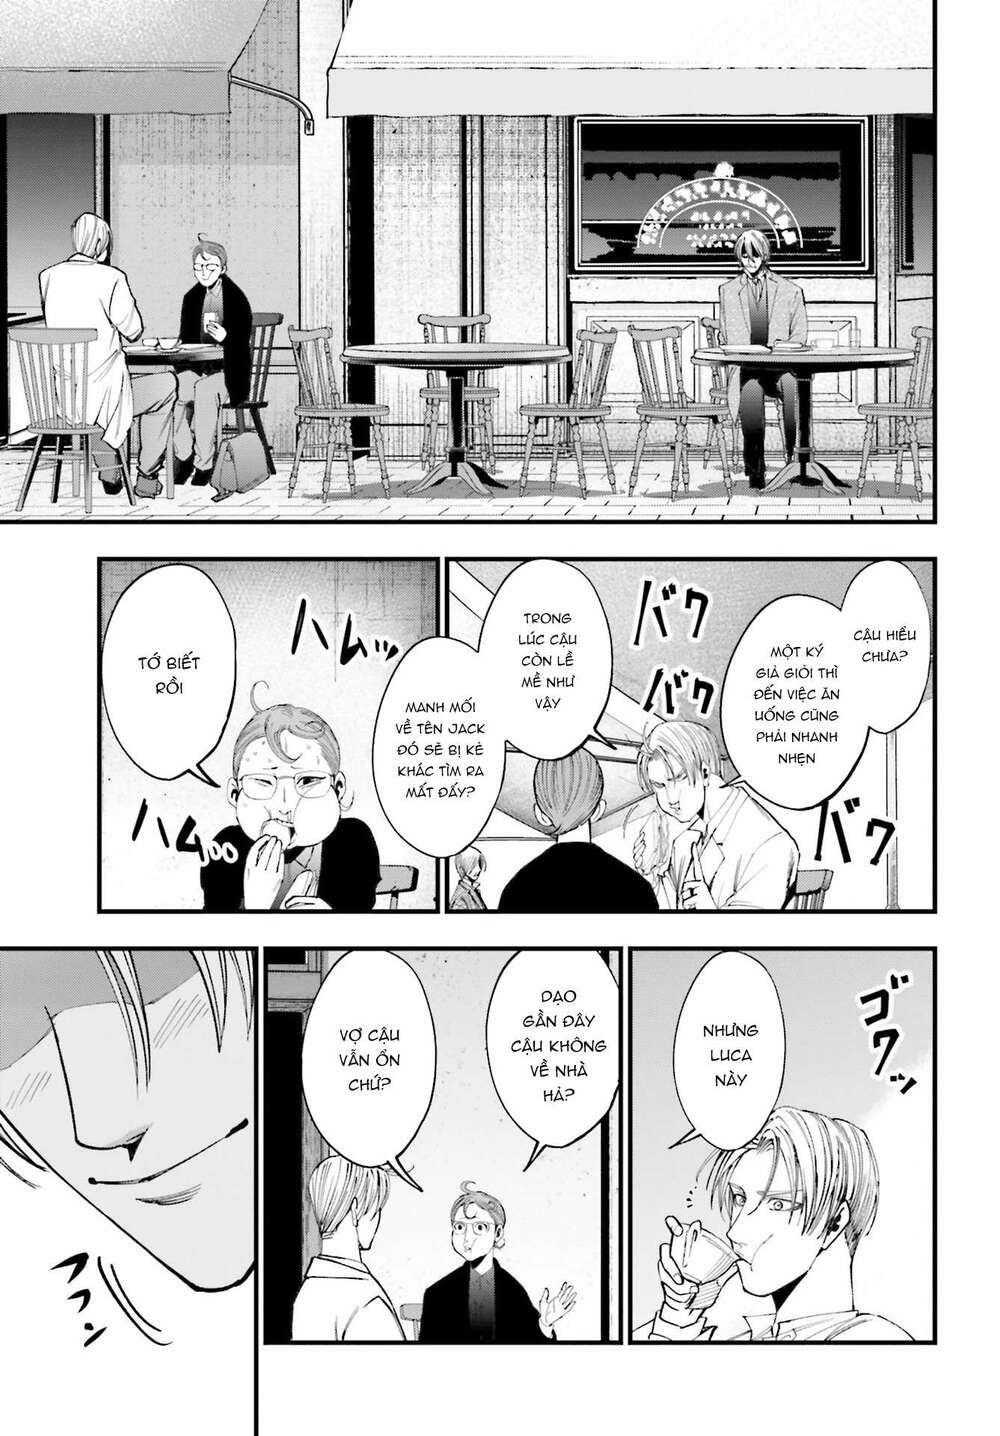 CẬU HIỂU
CHƯA?
MỘT KÝ
GIẢ GIỎI THÌ
ĐẾN VIỆC ĂN
UỐNG CŨNG
PHẢI NHANH
NHẸN
バク
バク
バク
TRONG
LÚC CẬU
CÒN LỀ
MỀ NHƯ
VẬY
MANH MỐI
VỀ TÊN JACK
ĐÓ SẼ BỊ KẺ
KHÁC TÌM RA
MẤT ĐẤY?
ハムッ
TỚ BIẾT
RỒI
ハム°°
ゴクッ
NHƯNG
LUCA
NÀY
DẠO
GẦN ĐÂY
CẬU KHÔNG
VỀ NHÀ
HẢ?
VỢ CẬU
VẪN ỔN
CHỨ?
フフン